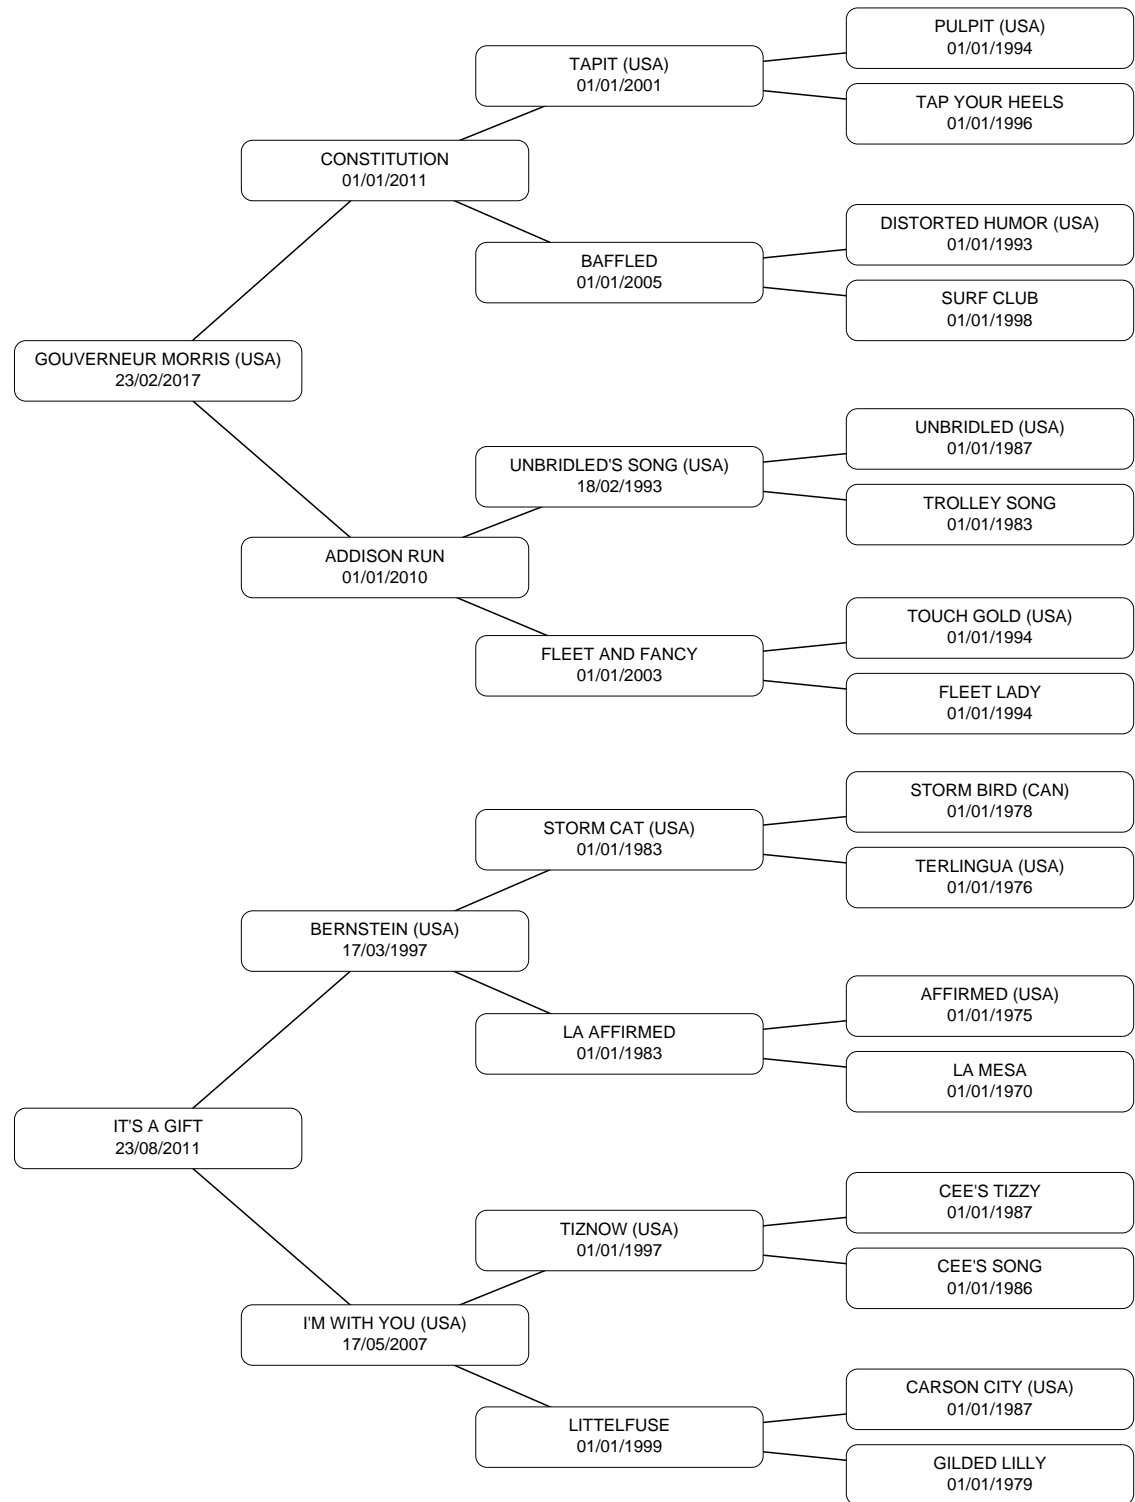 PULPIT (USA)
01/01/1994
TAPIT (USA)
01/01/2001
TAP YOUR HEELS
01/01/1996
CONSTITUTION
01/01/2011
DISTORTED HUMOR (USA)
01/01/1993
BAFFLED
01/01/2005
SURF CLUB
01/01/1998
GOUVERNEUR MORRIS (USA)
23/02/2017
UNBRIDLED (USA)
01/01/1987
UNBRIDLED'S SONG (USA)
18/02/1993
TROLLEY SONG
01/01/1983
ADDISON RUN
01/01/2010
TOUCH GOLD (USA)
01/01/1994
FLEET AND FANCY
01/01/2003
FLEET LADY
01/01/1994
STORM BIRD (CAN)
01/01/1978
STORM CAT (USA)
01/01/1983
TERLINGUA (USA)
01/01/1976
BERNSTEIN (USA)
17/03/1997
AFFIRMED (USA)
01/01/1975
LA AFFIRMED
01/01/1983
LA MESA
01/01/1970
IT'S A GIFT
23/08/2011
CEE'S TIZZY
01/01/1987
TIZNOW (USA)
01/01/1997
CEE'S SONG
01/01/1986
I'M WITH YOU (USA)
17/05/2007
CARSON CITY (USA)
01/01/1987
LITTELFUSE
01/01/1999
GILDED LILLY
01/01/1979